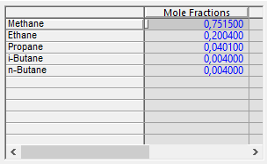 Mole Fractions
Methane 0,751500
Ethane 0,200400
Propane 0,040100
i-Butane 0,004000
n-Butane 0,004000